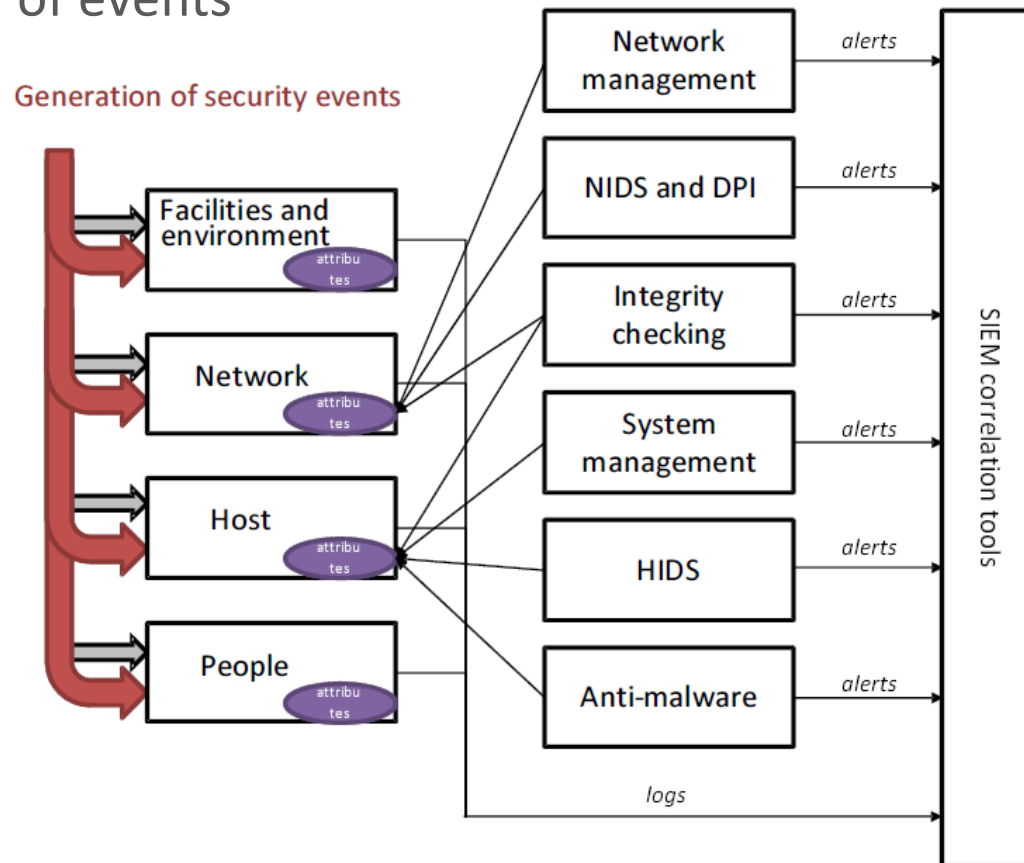 of events
Generation of security events
Facilities and
environment
attribu
tes
Network
attribu
tes
Host
attribu
tes
People
attribu
tes
Network
management
NIDS and DPI
Integrity
checking
System
management
HIDS
Anti-malware
alerts
alerts
alerts
alerts
alerts
alerts
logs
SIEM correlation tools